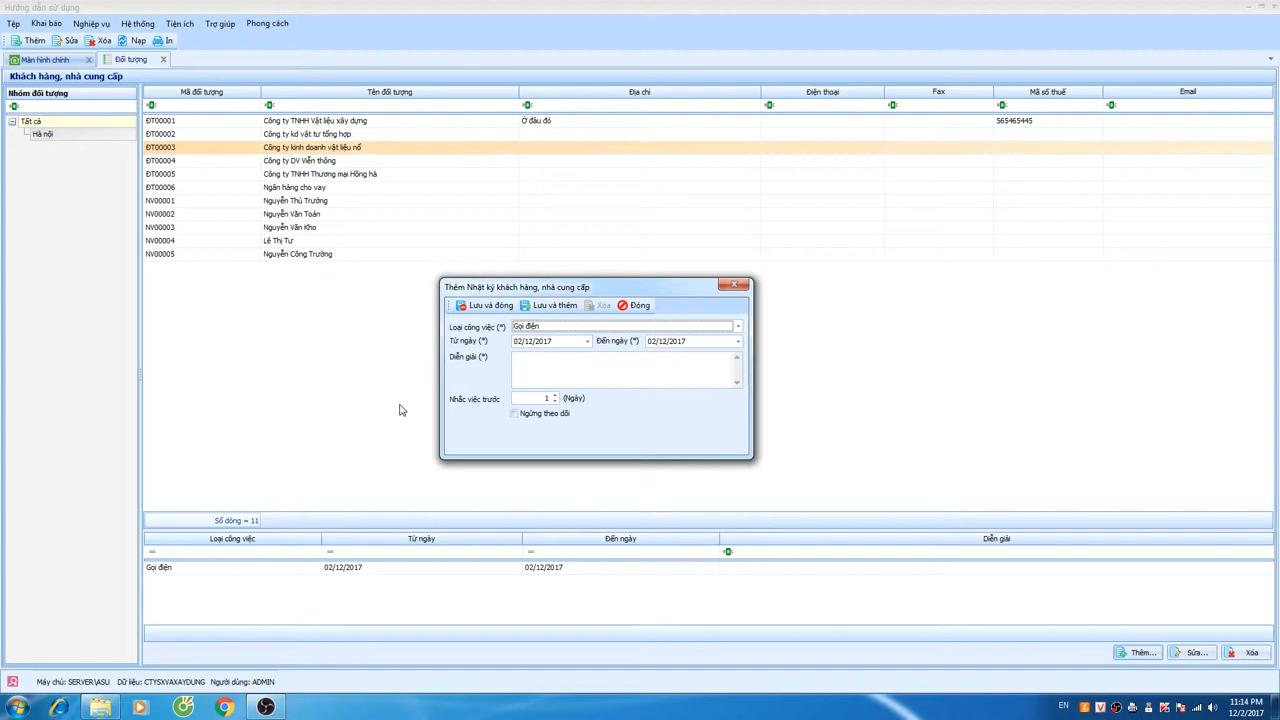 Hướng dẫn sử dụng
Tệp Khai báo Nghiệp vụ Hệ thống Tiện ích Trợ giúp Phong cách
Thêm Sửa Xóa Nạp In
Màn hình chính Đối tượng
Khách hàng, nhà cung cấp
Nhóm đối tượng
Tất cả
Hà nội
Mã đối tượng Tên đối tượng Địa chỉ Điện thoại Fax Mã số thuế Email
ĐT00001 Công ty TNHH Vật liệu xây dựng Ở đâu đó 565465445
ĐT00002 Công ty kd vật tư tổng hợp
ĐT00003 Công ty kinh doanh vật liệu nổ
ĐT00004 Công ty DV Viễn thông
ĐT00005 Công ty TNHH Thương mại Hồng hà
ĐT00006 Ngân hàng cho vay
NV00001 Nguyễn Thủ Trưởng
NV00002 Nguyễn Văn Toán
NV00003 Nguyễn Văn Kho
NV00004 Lê Thị Tư
NV00005 Nguyễn Công Trường
Thêm Nhật ký khách hàng, nhà cung cấp
Lưu và đóng Lưu và thêm Xóa Đóng
Loại công việc (*) Gọi điện
Từ ngày (*) 02/12/2017 Đến ngày (*) 02/12/2017
Diễn giải (*)
Nhắc việc trước 1 (Ngày)
Ngừng theo dõi
Số dòng = 11
Loại công việc Từ ngày Đến ngày Diễn giải
Gọi điện 02/12/2017 02/12/2017
Thêm... Sửa... Xóa
Máy chủ: SERVER\ASU Dữ liệu: CTYSXVAXAYDUNG Người dùng: ADMIN
EN 11:14 PM
12/2/2017